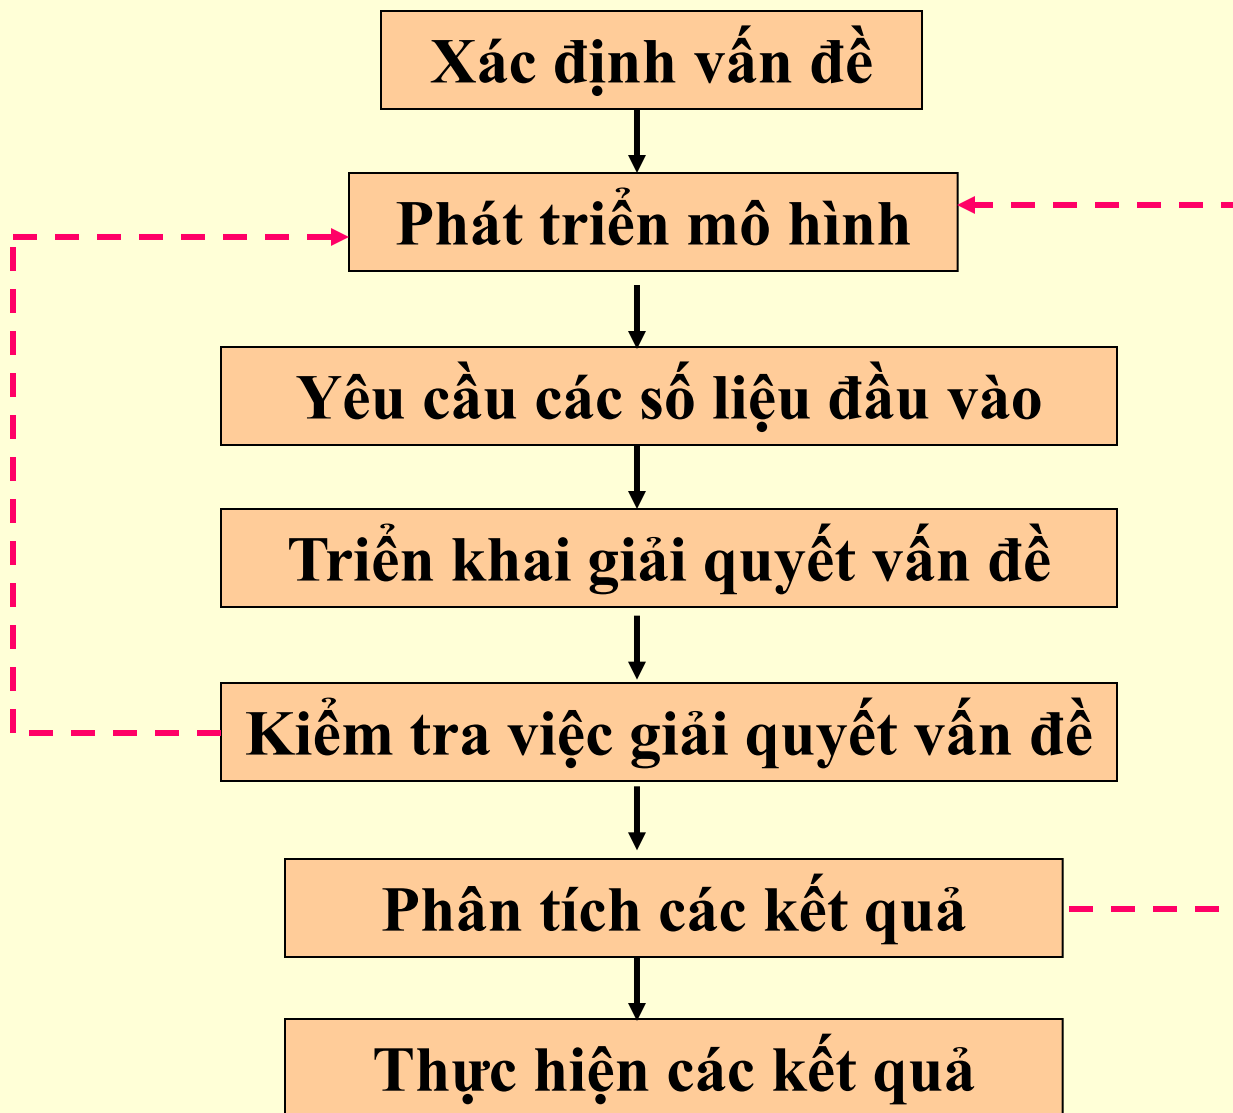 Xác định vấn đề
Phát triển mô hình
Yêu cầu các số liệu đầu vào
Triển khai giải quyết vấn đề
Kiểm tra việc giải quyết vấn đề
Phân tích các kết quả
Thực hiện các kết quả